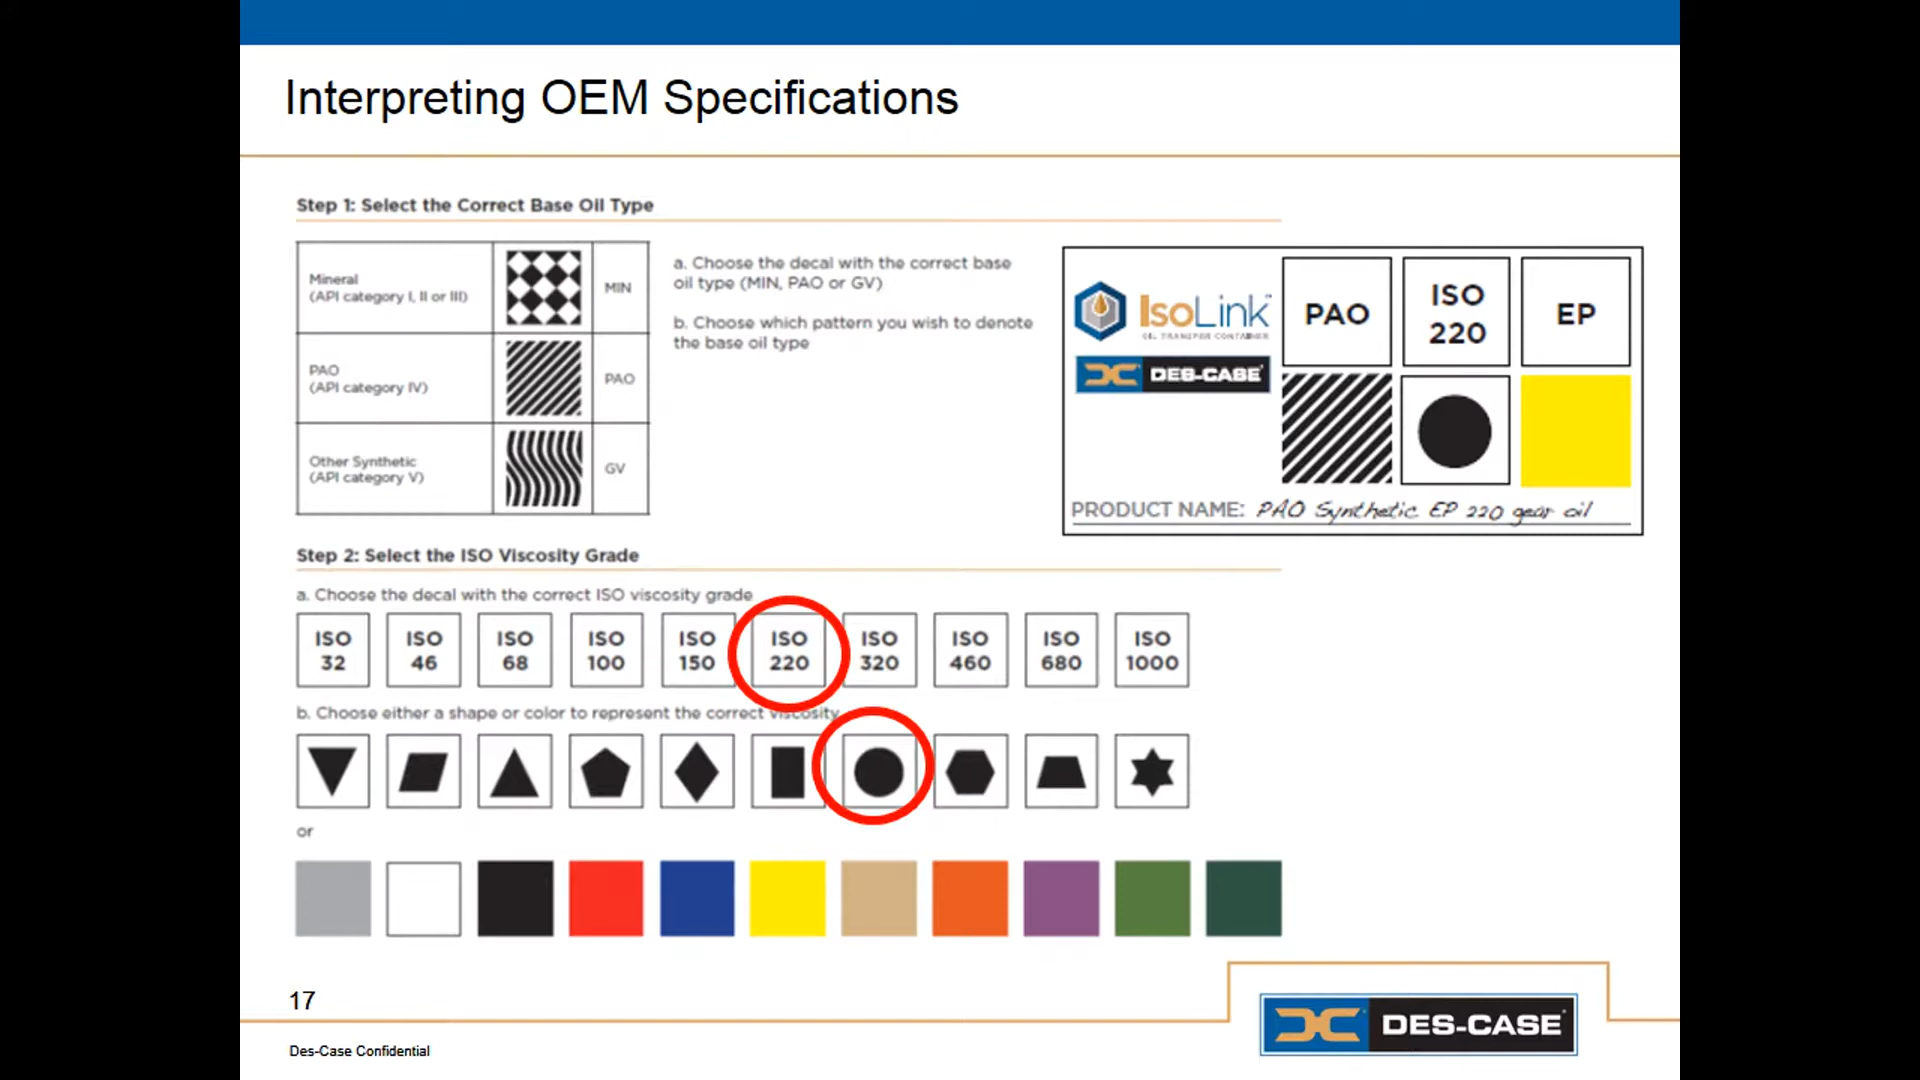 Interpreting OEM Specifications
Step 1: Select the Correct Base Oil Type
Mineral
(API category I, II or III)
MIN
PAO
(API category IV)
PAO
Other Synthetic
(API category V)
GV
a. Choose the decal with the correct base
oil type (MIN, PAO or GV)
b. Choose which pattern you wish to denote
the base oil type
IsoLink
OIL TRANSFER CONTAINER
DES-CASE
PAO
ISO
220
EP
PRODUCT NAME: PAO Synthetic EP 220 gear oil
Step 2: Select the ISO Viscosity Grade
a. Choose the decal with the correct ISO viscosity grade
ISO
32
ISO
46
ISO
68
ISO
100
ISO
150
ISO
220
ISO
320
ISO
460
ISO
680
ISO
1000
b. Choose either a shape or color to represent the correct viscosity
or
17
DES-CASE
Des-Case Confidential